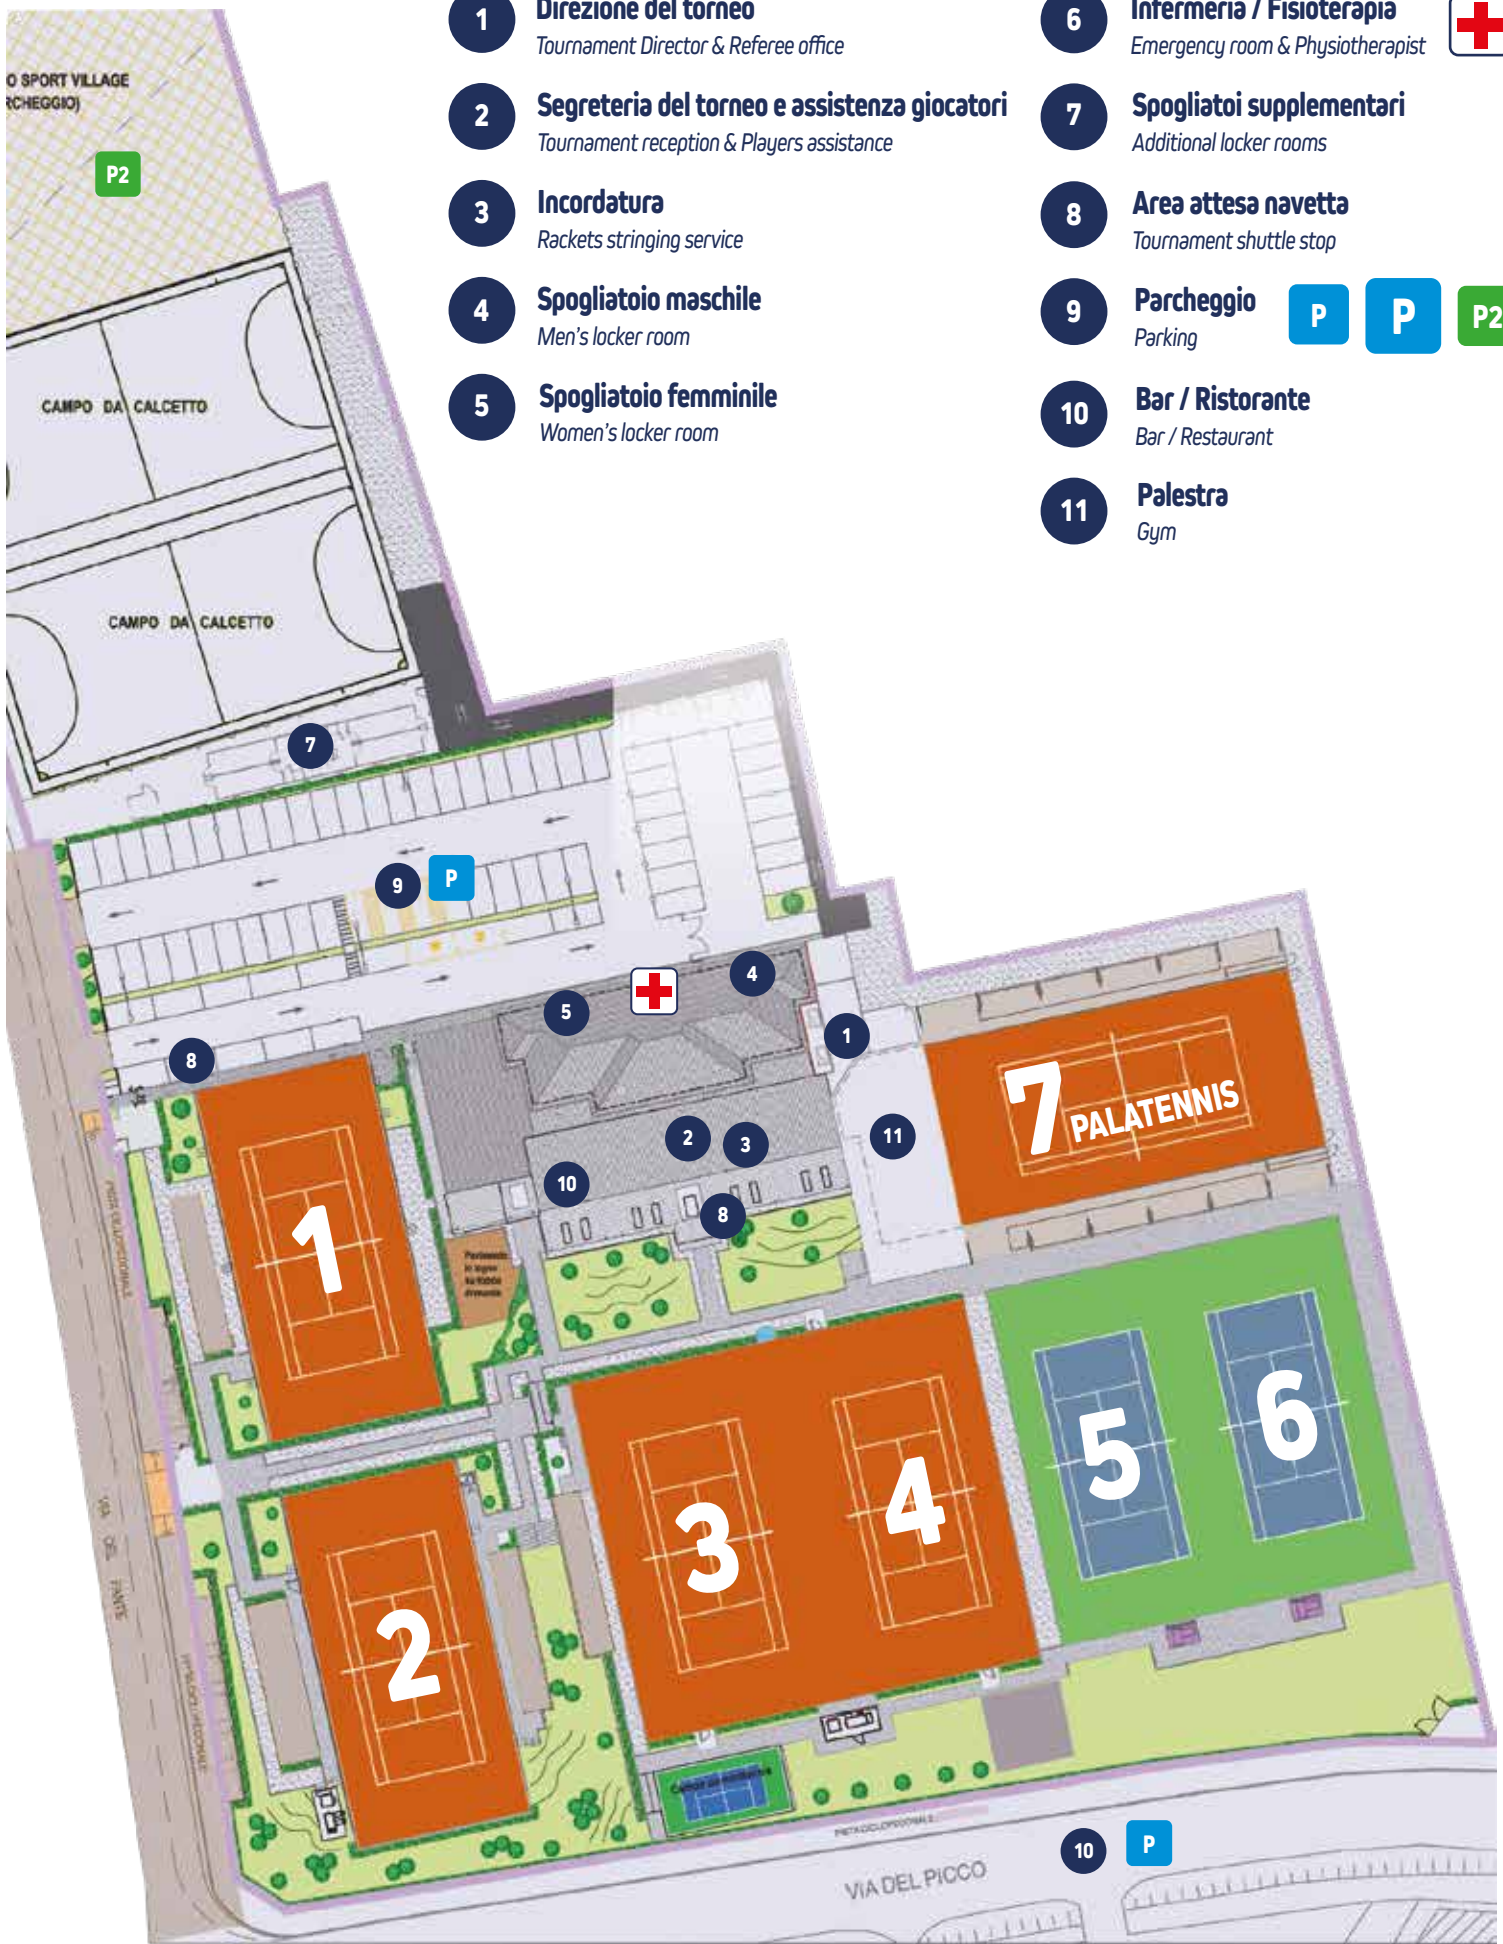 1
Direzione del torneo
Tournament Director & Referee office
2
Segreteria del torneo e assistenza giocatori
Tournament reception & Players assistance
3
Incordatura
Rackets stringing service
4
Spogliatoio maschile
Men's locker room
5
Spogliatoio femminile
Women's locker room
6
Infermeria / Fisioterapia
Emergency room & Physiotherapist
7
Spogliatoi supplementari
Additional locker rooms
8
Area attesa navetta
Tournament shuttle stop
9
Parcheggio
Parking
P
P
P2
10
Bar / Ristorante
Bar / Restaurant
11
Palestra
Gym
O SPORT VILLAGE
RCHEGGIO)
P2
CAMPO DA CALCETTO
CAMPO DA CALCETTO
7
9
P
4
5
1
8
7 PALATENNIS
2
3
11
10
8
1
5
6
3
4
2
VIA DEL FANTE
10
P
VIA DEL PICCO